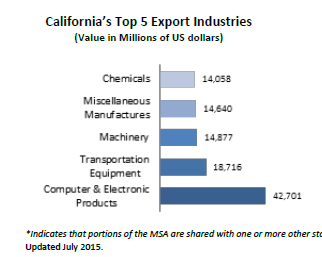 California's Top 5 Export Industries
(Value in Millions of US dollars)
Chemicals 14,058
Miscellaneous
Manufactures 14,640
Machinery 14,877
Transportation
Equipment 18,716
Computer & Electronic
Products 42,701
*Indicates that portions of the MSA are shared with one or more other sta
Updated July 2015.